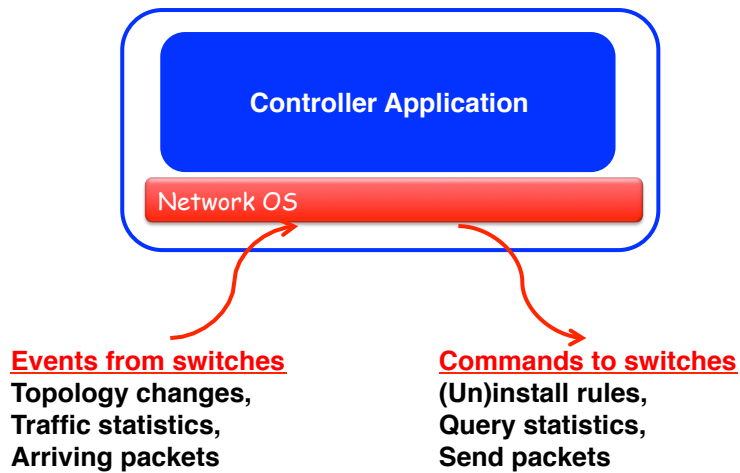 Controller Application
Network OS
Events from switches
Topology changes,
Traffic statistics,
Arriving packets
Commands to switches
(Un)install rules,
Query statistics,
Send packets